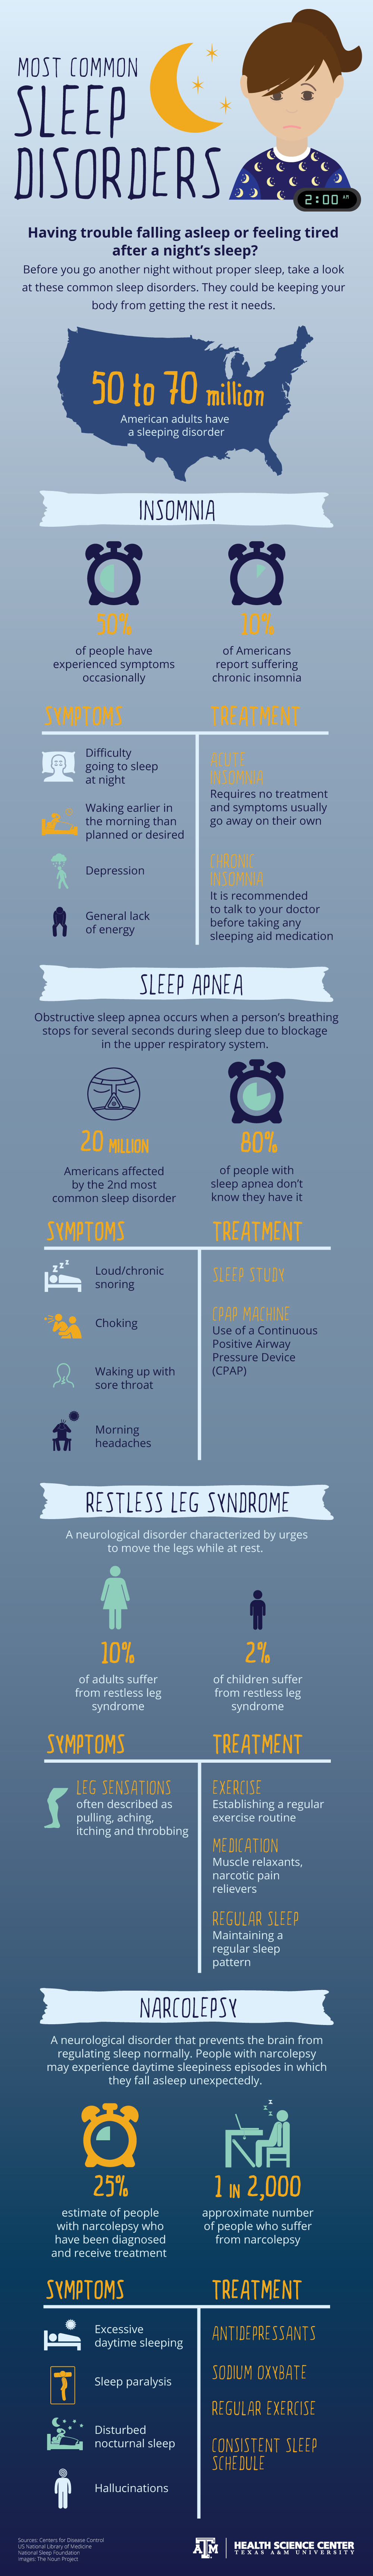 MOST COMMON
SLEEP
DISORDERS
2:00 AM
Having trouble falling asleep or feeling tired
after a night's sleep?
Before you go another night without proper sleep, take a look
at these common sleep disorders. They could be keeping your
body from getting the rest it needs.
50 to 70 million
American adults have
a sleeping disorder
INSOMNIA
50%
of people have
experienced symptoms
occasionally
10%
of Americans
report suffering
chronic insomnia
SYMPTOMS
Difficulty
going to sleep
at night
Waking earlier in
the morning than
planned or desired
Depression
General lack
of energy
TREATMENT
ACUTE
INSOMNIA
Requires no treatment
and symptoms usually
go away on their own
CHRONIC
INSOMNIA
It is recommended
to talk to your doctor
before taking any
sleeping aid medication
SLEEP APNEA
Obstructive sleep apnea occurs when a person's breathing
stops for several seconds during sleep due to blockage
in the upper respiratory system.
20 MILLION
Americans affected
by the 2nd most
common sleep disorder
80%
of people with
sleep apnea don't
know they have it
SYMPTOMS
z z z
Loud/chronic
snoring
Choking
Waking up with
sore throat
Morning
headaches
TREATMENT
SLEEP STUDY
CPAP MACHINE
Use of a Continuous
Positive Airway
Pressure Device
(CPAP)
RESTLESS LEG SYNDROME
A neurological disorder characterized by urges
to move the legs while at rest.
10%
of adults suffer
from restless leg
syndrome
2%
of children suffer
from restless leg
syndrome
SYMPTOMS
LEG SENSATIONS
often described as
pulling, aching,
itching and throbbing
TREATMENT
EXERCISE
Establishing a regular
exercise routine
MEDICATION
Muscle relaxants,
narcotic pain
relievers
REGULAR SLEEP
Maintaining a
regular sleep
pattern
NARCOLEPSY
A neurological disorder that prevents the brain from
regulating sleep normally. People with narcolepsy
may experience daytime sleepiness episodes in which
they fall asleep unexpectedly.
25%
estimate of people
with narcolepsy who
have been diagnosed
and receive treatment
z z z
1 IN 2,000
approximate number
of people who suffer
from narcolepsy
SYMPTOMS
Excessive
daytime sleeping
Sleep paralysis
Disturbed
nocturnal sleep
Hallucinations
TREATMENT
ANTIDEPRESSANTS
SODIUM OXYBATE
REGULAR EXERCISE
CONSISTENT SLEEP
SCHEDULE
Sources: Centers for Disease Control
US National Library of Medicine
National Sleep Foundation
Images: The Noun Project
ATM
HEALTH SCIENCE CENTER
TEXAS A&M UNIVERSITY